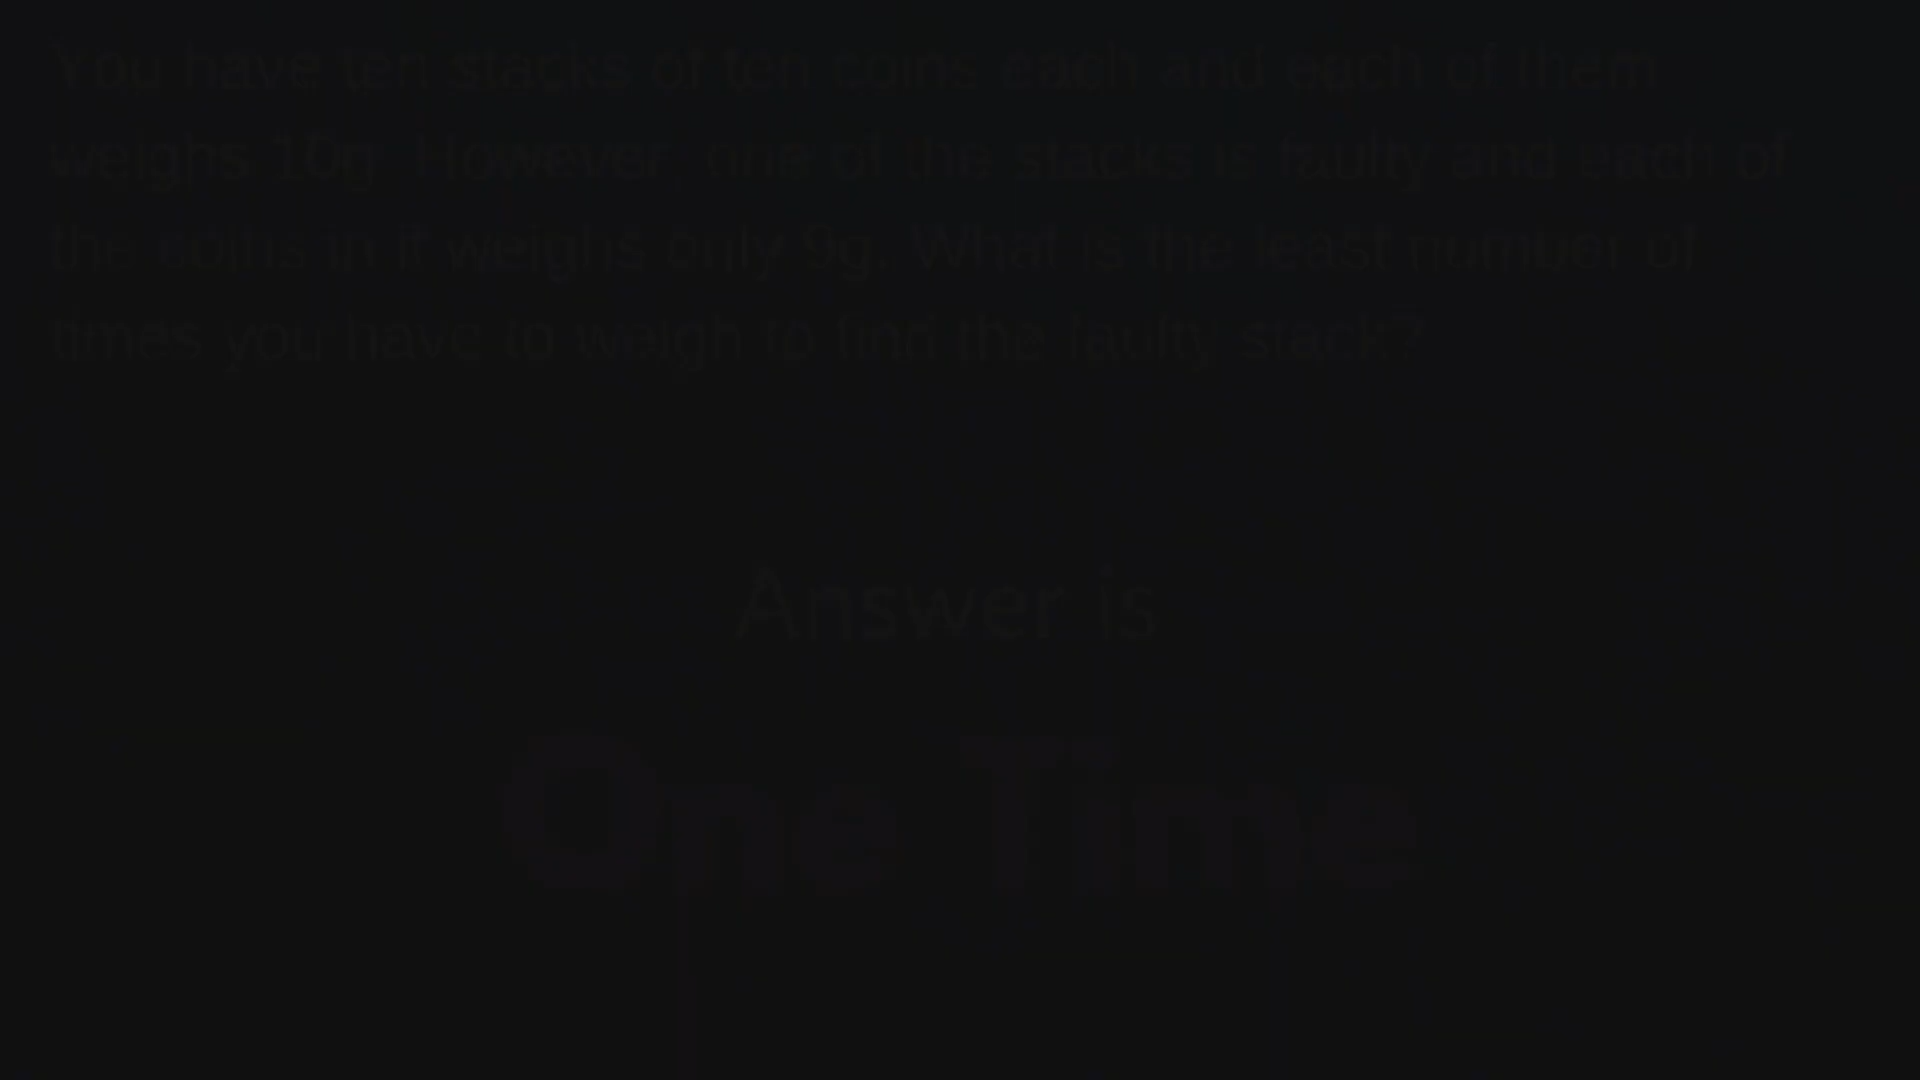 You have ten stacks of ten coins each and each of them
weighs 10g. However, one of the stacks is faulty and each of
the coins in it weighs only 9g. What is the least number of
times you have to weigh to find the faulty stack?
Answer is
One Time